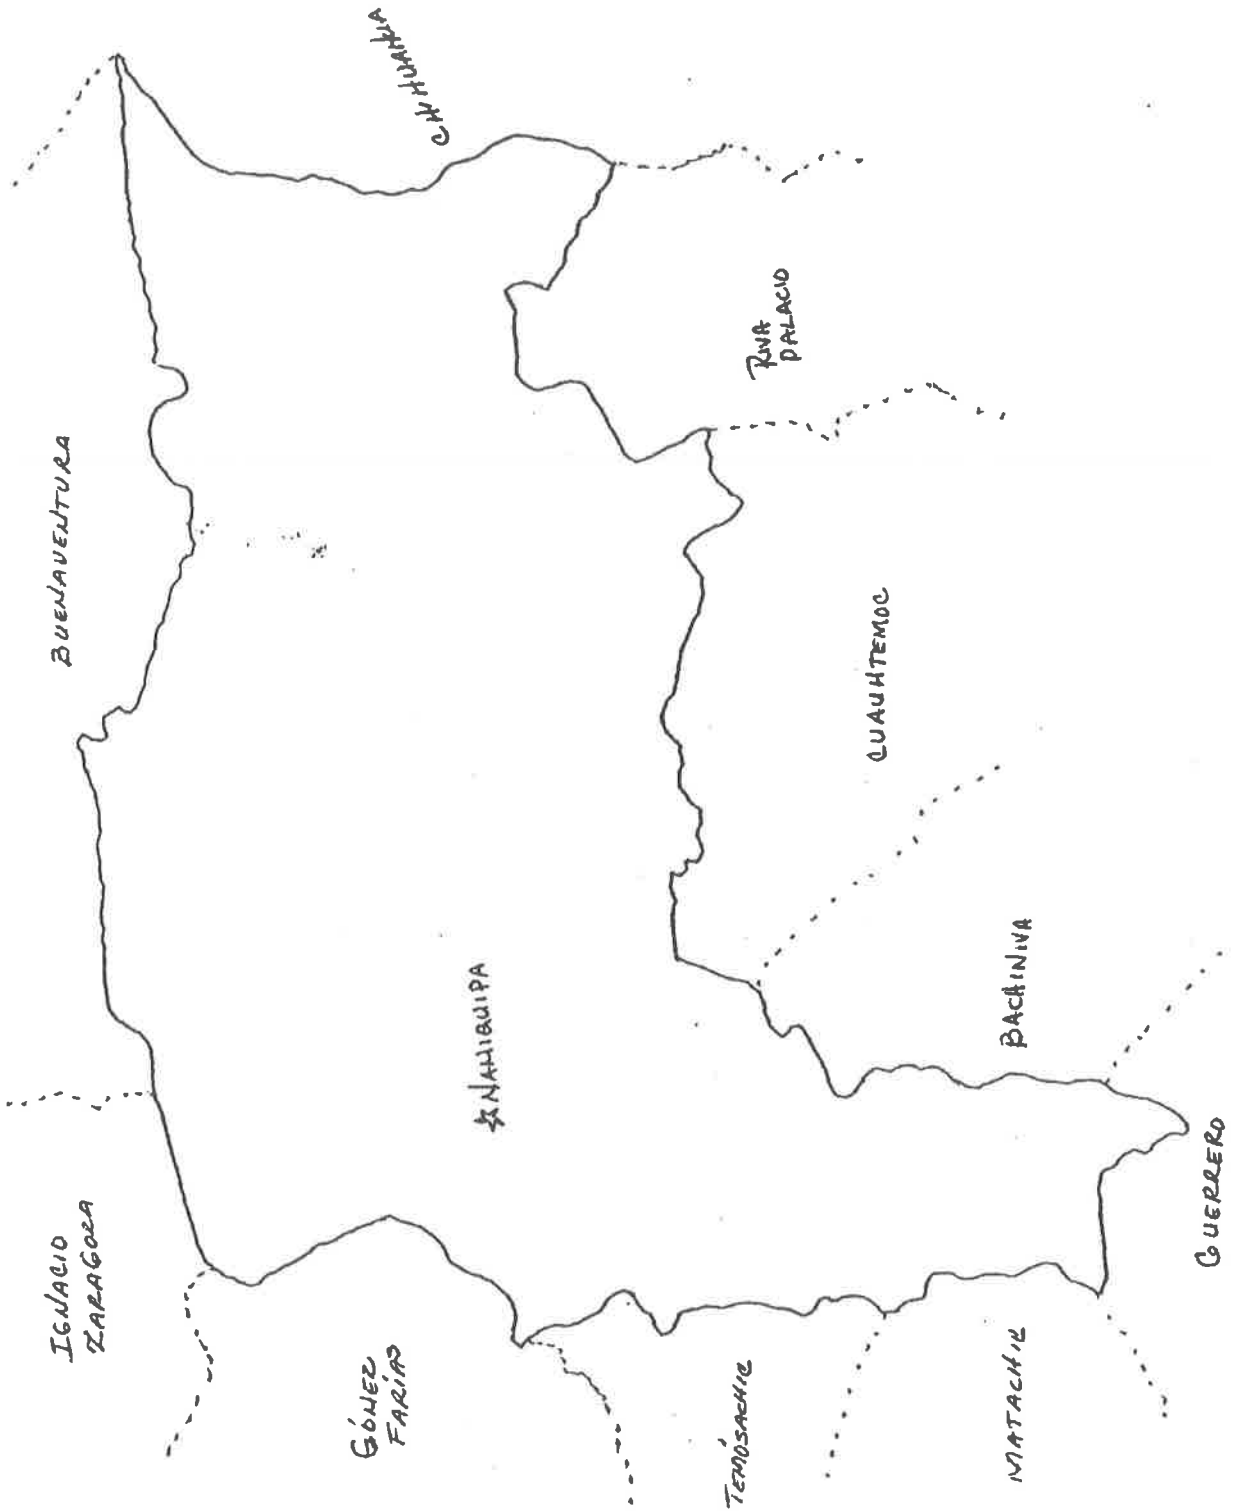 CHIHUAHUA
BUENAVENTURA
RIVA
PALACIO
CUAUHTEMOC
NAMIQUIPA
BACHINIVA
IGNACIO
ZARAGOZA
GÓMEZ
FARÍAS
TEMÓSACHIC
MATACHIC
GUERRERO